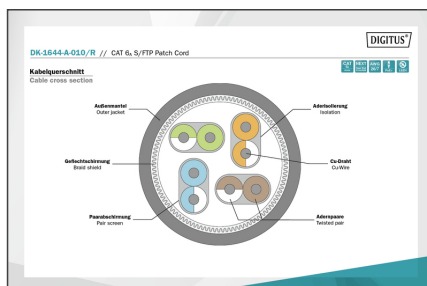 DIGITUS®
DK-1644-A-010/R // CAT 6A S/FTP Patch Cord
Kabelquerschnitt
Cable cross section
Außenmantel
Outer jacket
Aderisolierung
Isolation
Geflechtschirmung
Braid shield
Cu-Draht
Cu-Wire
Paarabschirmung
Pair screen
Adernpaare
Twisted pair